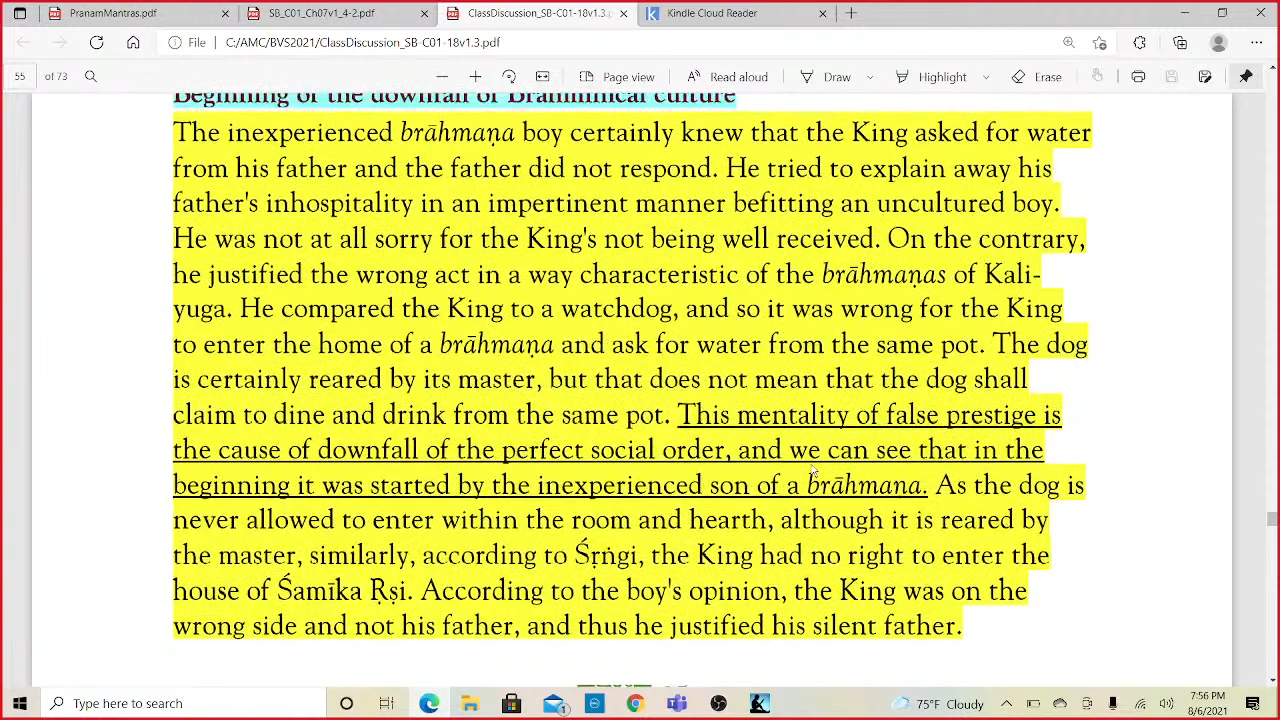 PranamMantras.pdf
SB_C01_Ch07v1_4-2.pdf
ClassDiscussion_SB-C01-18v1.3.p
Kindle Cloud Reader
File C:/AMC/BVS2021/ClassDiscussion_SB-C01-18v1.3.pdf
55 of 73
Page view
Read aloud
Draw
Highlight
Erase
Beginning of the downfall of Brahminical culture
The inexperienced brāhmaṇa boy certainly knew that the King asked for water
from his father and the father did not respond. He tried to explain away his
father's inhospitality in an impertinent manner befitting an uncultured boy.
He was not at all sorry for the King's not being well received. On the contrary,
he justified the wrong act in a way characteristic of the brāhmaṇas of Kali-
yuga. He compared the King to a watchdog, and so it was wrong for the King
to enter the home of a brāhmaṇa and ask for water from the same pot. The dog
is certainly reared by its master, but that does not mean that the dog shall
claim to dine and drink from the same pot. This mentality of false prestige is
the cause of downfall of the perfect social order, and we can see that in the
beginning it was started by the inexperienced son of a brāhmana. As the dog is
never allowed to enter within the room and hearth, although it is reared by
the master, similarly, according to Śṛṅgi, the King had no right to enter the
house of Śamīka Ṛṣi. According to the boy's opinion, the King was on the
wrong side and not his father, and thus he justified his silent father.
Type here to search
75°F Cloudy
7:56 PM
8/6/2021